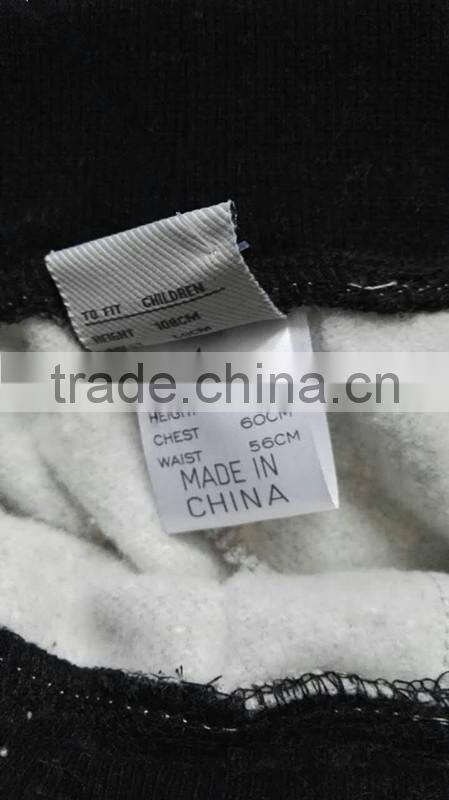 TO FIT CHILDREN
HEIGHT 108CM
trade.china.cn
HEIGHT
CHEST 60CM
WAIST 56CM
MADE IN
CHINA